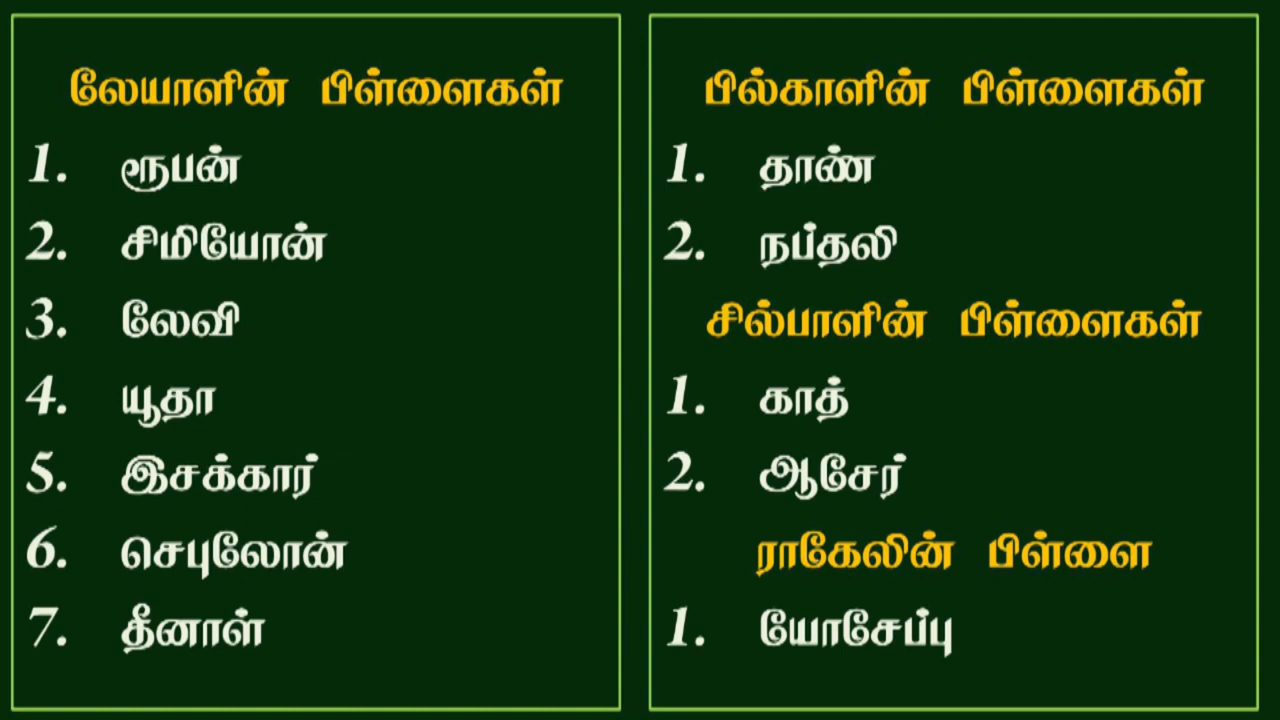 லேயாளின் பிள்ளைகள்
1. ரூபன்
2. சிமியோன்
3. லேவி
4. யூதா
5. இசக்கார்
6. செபுலோன்
7. தீனாள்
பில்காளின் பிள்ளைகள்
1. தாண்
2. நப்தலி
சில்பாளின் பிள்ளைகள்
1. காத்
2. ஆசேர்
ராகேலின் பிள்ளை
1. யோசேப்பு